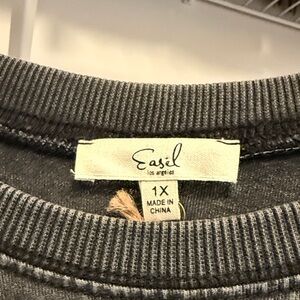 Easel
los angeles
1X
MADE IN
CHINA